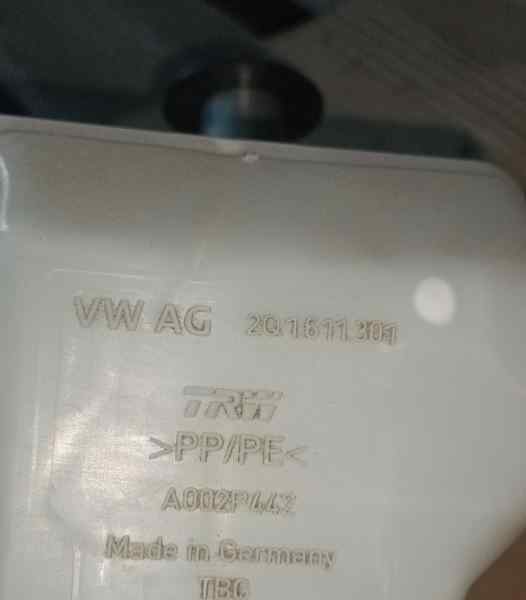 VW AG 2Q1611301
TRW
>PP/PE<
A002P442
Made in Germany
TBC